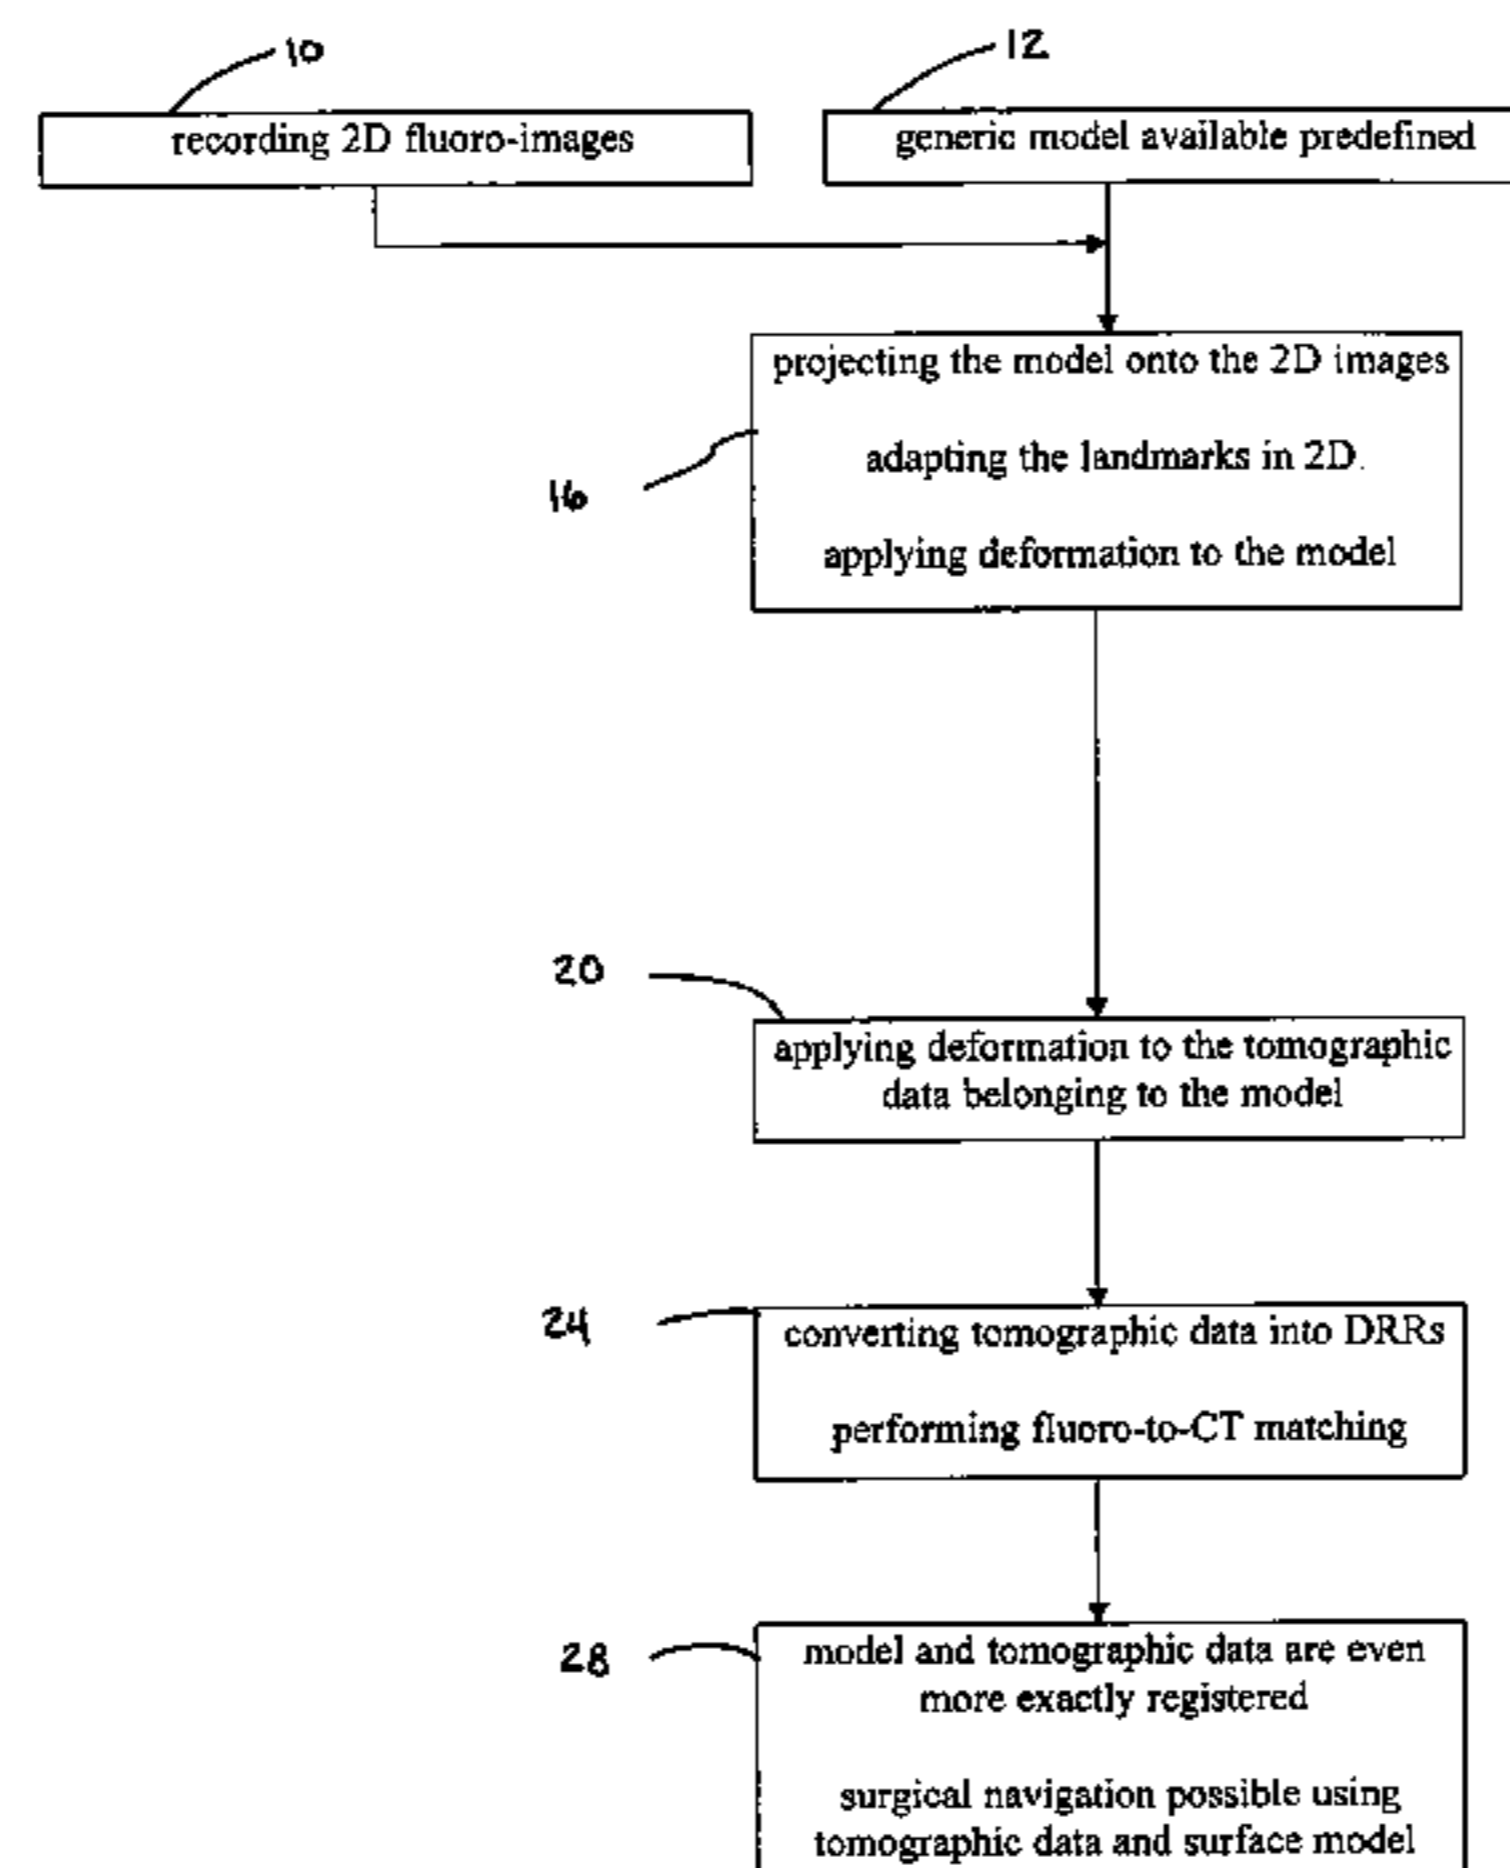 10
12
recording 2D fluoro-images
generic model available predefined
projecting the model onto the 2D images
adapting the landmarks in 2D.
applying deformation to the model
16
20
applying deformation to the tomographic
data belonging to the model
24
converting tomographic data into DRRs
performing fluoro-to-CT matching
28
model and tomographic data are even
more exactly registered
surgical navigation possible using
tomographic data and surface model